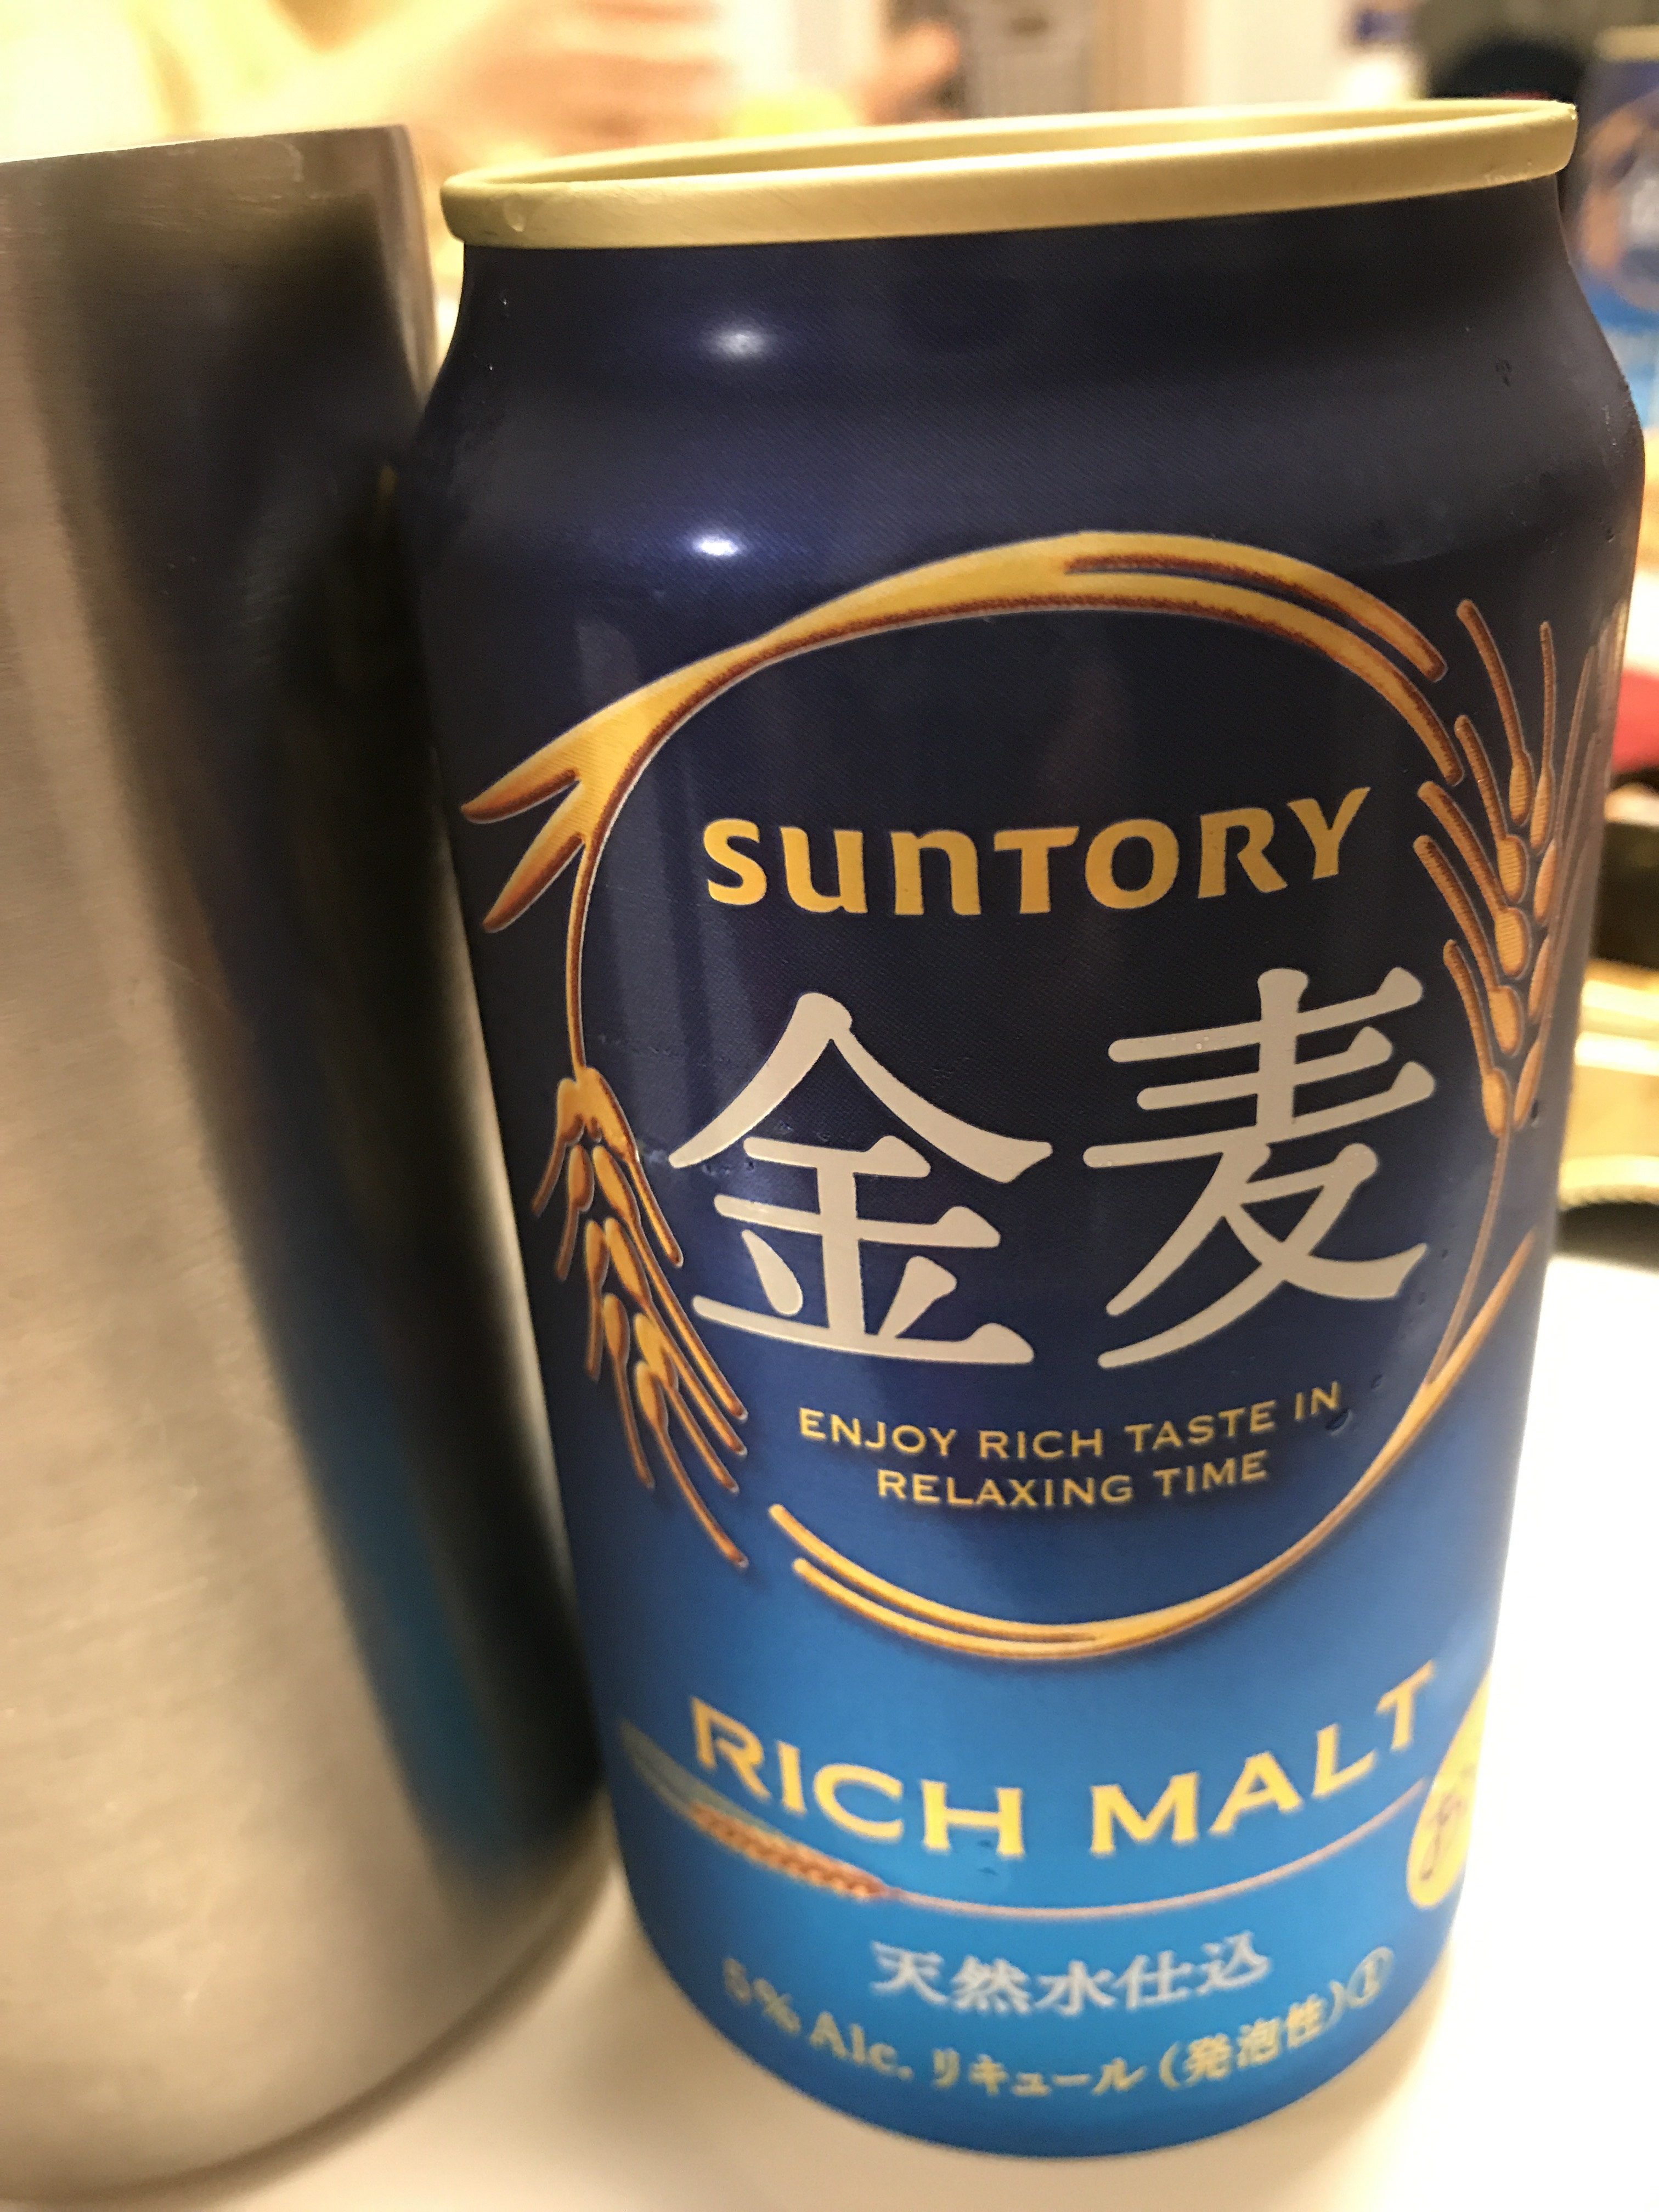 SUNTORY
金麦
ENJOY RICH TASTE IN
RELAXING TIME
RICH MALT
天然水仕込
5% Alc. リキュール(発泡性)①